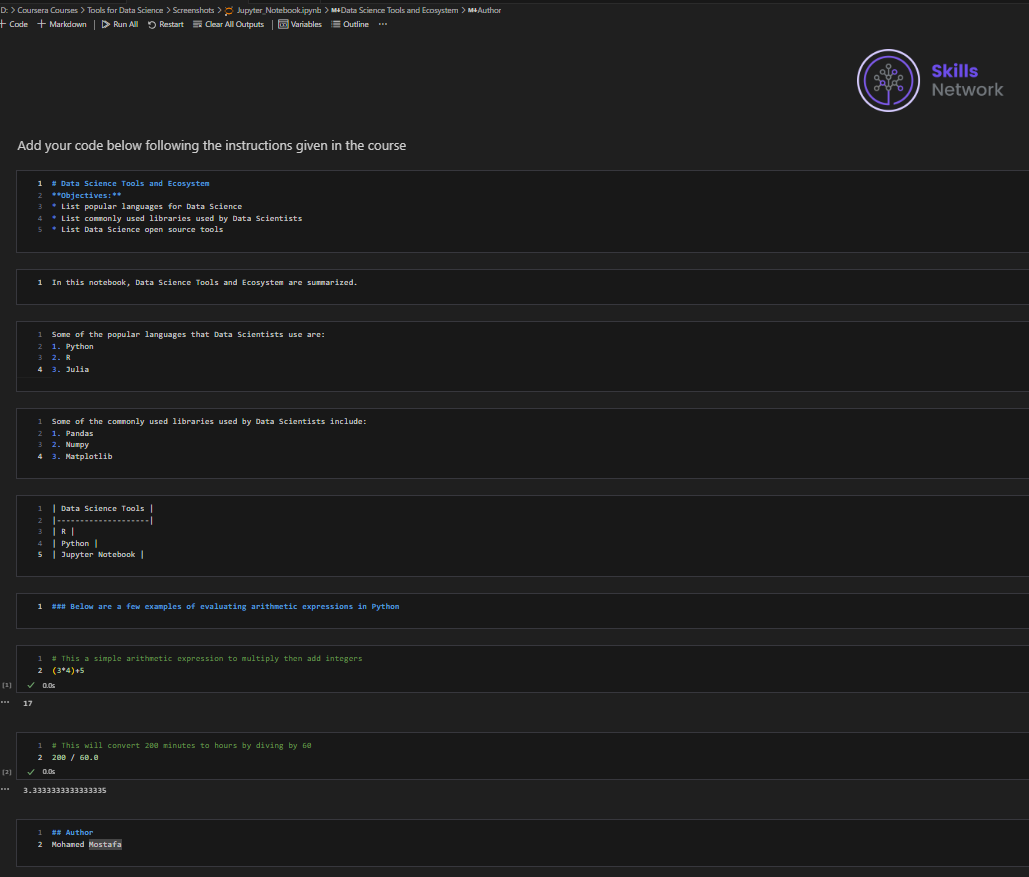 D: > Coursera Courses > Tools for Data Science > Screenshots > Jupyter_Notebook.ipynb > M↓Data Science Tools and Ecosystem > M↓Author
+ Code + Markdown | Run All Restart Clear All Outputs | Variables Outline ···
Skills
Network
Add your code below following the instructions given in the course
1 # Data Science Tools and Ecosystem
2 **Objectives:**
3 * List popular languages for Data Science
4 * List commonly used libraries used by Data Scientists
5 * List Data Science open source tools
1 In this notebook, Data Science Tools and Ecosystem are summarized.
1 Some of the popular languages that Data Scientists use are:
2 1. Python
3 2. R
4 3. Julia
1 Some of the commonly used libraries used by Data Scientists include:
2 1. Pandas
3 2. Numpy
4 3. Matplotlib
1 | Data Science Tools |
2 |--------------------|
3 | R |
4 | Python |
5 | Jupyter Notebook |
1 ### Below are a few examples of evaluating arithmetic expressions in Python
1 # This a simple arithmetic expression to multiply then add integers
2 (3*4)+5
[1] ✓ 0.0s
··· 17
1 # This will convert 200 minutes to hours by diving by 60
2 200 / 60.0
[2] ✓ 0.0s
··· 3.3333333333333335
1 ## Author
2 Mohamed Mostafa